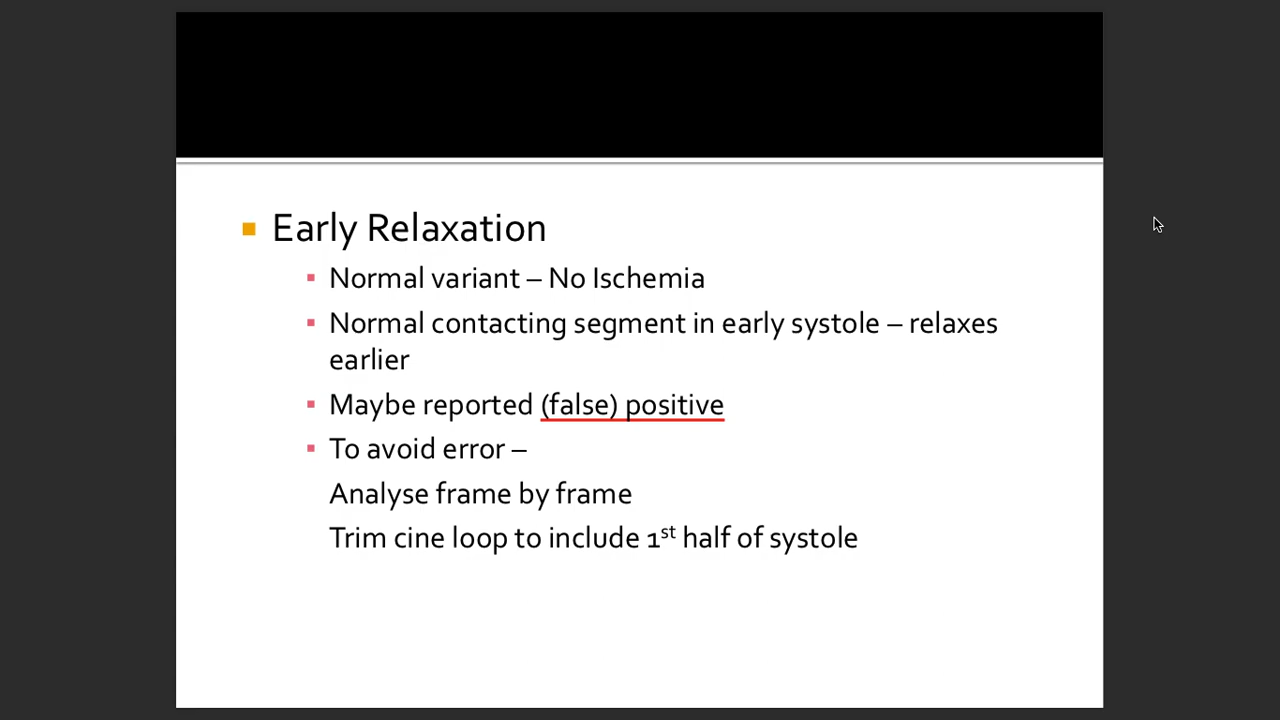 Early Relaxation
Normal variant – No Ischemia
Normal contacting segment in early systole – relaxes
earlier
Maybe reported (false) positive
To avoid error –
Analyse frame by frame
Trim cine loop to include 1st half of systole